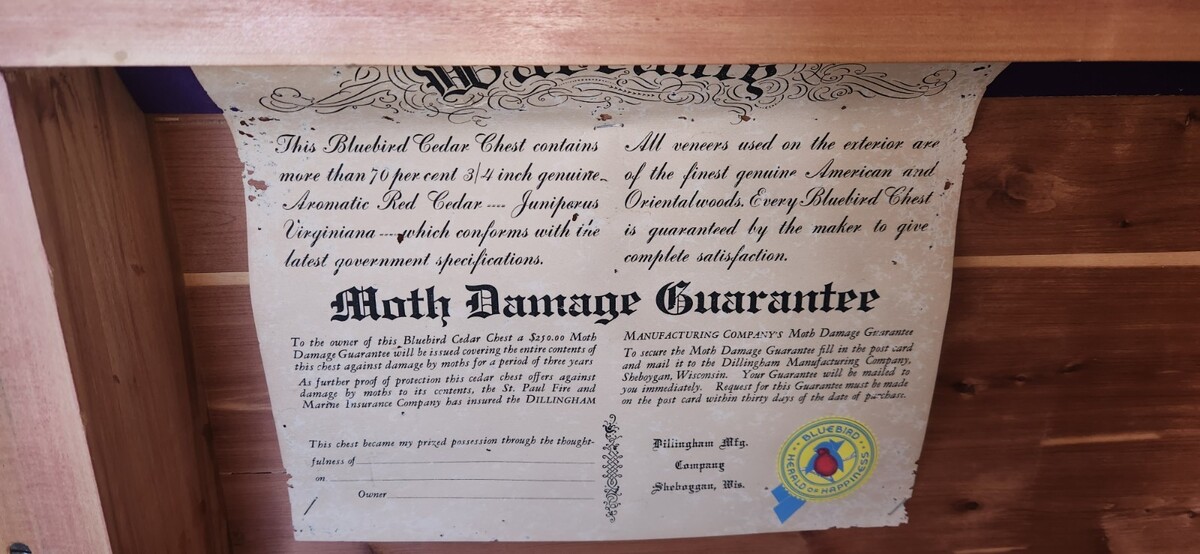 Warranty
This Bluebird Cedar Chest contains
more than 70 per cent 3/4 inch genuine
Aromatic Red Cedar ---- Juniperus
Virginiana ---- which conforms with the
latest government specifications.
All veneers used on the exterior are
of the finest genuine American and
Oriental woods. Every Bluebird Chest
is guaranteed by the maker to give
complete satisfaction.
Moth Damage Guarantee
To the owner of this Bluebird Cedar Chest a $250.00 Moth
Damage Guarantee will be issued covering the entire contents of
this chest against damage by moths for a period of three years
As further proof of protection this cedar chest offers against
damage by moths to its contents, the St. Paul Fire and
Marine Insurance Company has insured the DILLINGHAM
MANUFACTURING COMPANY'S Moth Damage Guarantee
To secure the Moth Damage Guarantee fill in the post card
and mail it to the Dillingham Manufacturing Company,
Sheboygan, Wisconsin. Your Guarantee will be mailed to
you immediately. Request for this Guarantee must be made
on the post card within thirty days of the date of purchase.
This chest became my prized possession through the thought-
fulness of
on
Owner
Dillingham Mfg.
Company
Sheboygan, Wis.
BLUEBIRD
HERALD OF HAPPINESS